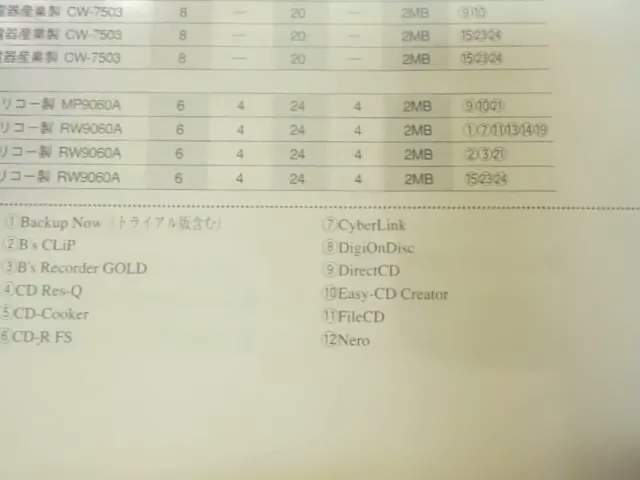 電器産業製 CW-7503 8 — 20 — 2MB ⑨⑩
電器産業製 CW-7503 8 — 20 — 2MB ⑮㉓㉔
電器産業製 CW-7503 8 — 20 — 2MB ⑮㉓㉔
リコー製 MP9060A 6 4 24 4 2MB ⑨⑩㉑
リコー製 RW9060A 6 4 24 4 2MB ①⑦⑪⑬⑭⑲
リコー製 RW9060A 6 4 24 4 2MB ②③㉑
リコー製 RW9060A 6 4 24 4 2MB ⑮㉓㉔
①Backup Now（トライアル版含む）
②B's CLiP
③B's Recorder GOLD
④CD Res-Q
⑤CD-Cooker
⑥CD-R FS
⑦CyberLink
⑧DigiOnDisc
⑨DirectCD
⑩Easy-CD Creator
⑪FileCD
⑫Nero